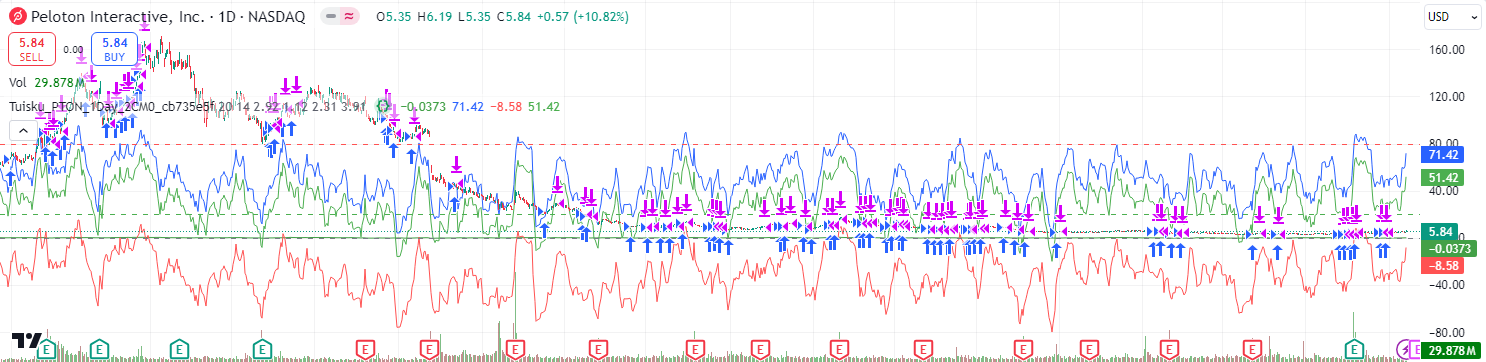 Peloton Interactive, Inc. · 1D · NASDAQ O5.35 H6.19 L5.35 C5.84 +0.57 (+10.82%)
USD
5.84
SELL
0.00
5.84
BUY
Vol 29.878 M
Tuisku_PTON_1Day_2CM0_cb735e5f 20 14 2.92 1.12 2.31 3.91 −0.0373 71.42 −8.58 51.42
160.00
120.00
80.00
71.42
51.42
40.00
5.84
−0.0373
−8.58
−40.00
−80.00
29.878 M
E E E E E E E E E E E E E E E E E